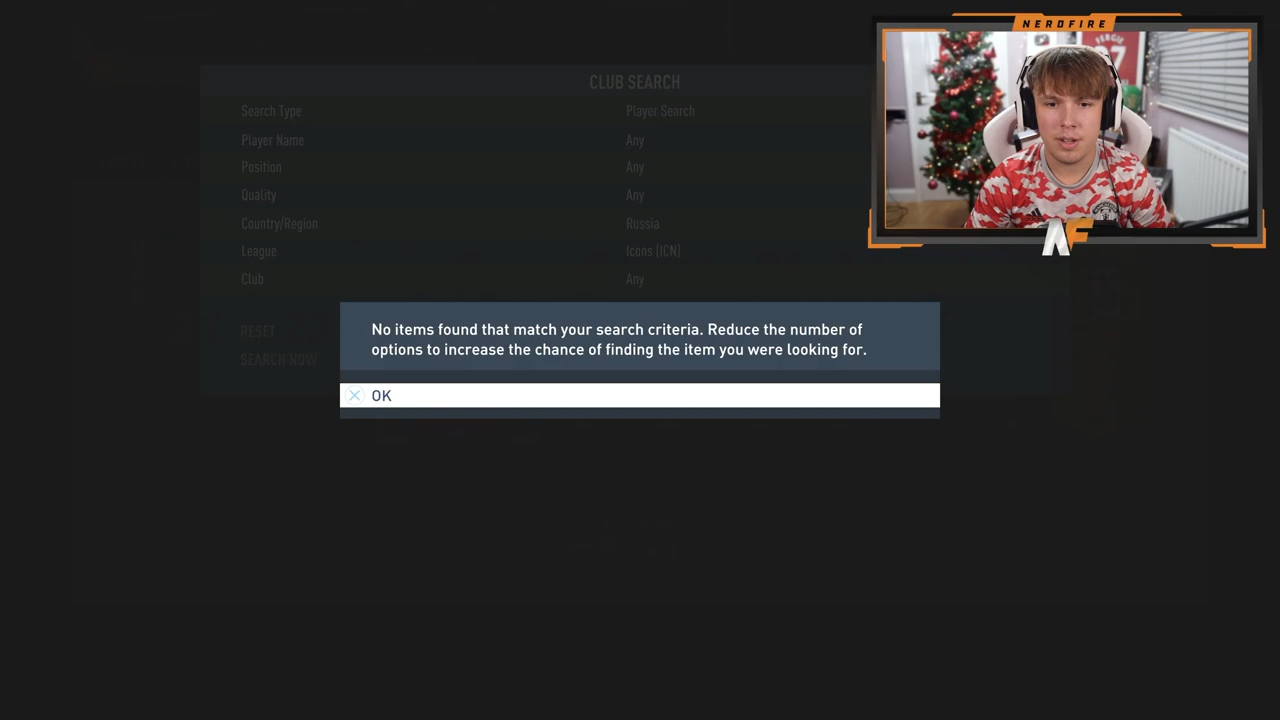 NERDFIRE
FERGIE
CLUB SEARCH
Search Type Player Search
Player Name Any
Position Any
Quality Any
Country/Region Russia
League Icons [ICN]
Club Any
RESET
SEARCH NOW
No items found that match your search criteria. Reduce the number of
options to increase the chance of finding the item you were looking for.
OK
NF